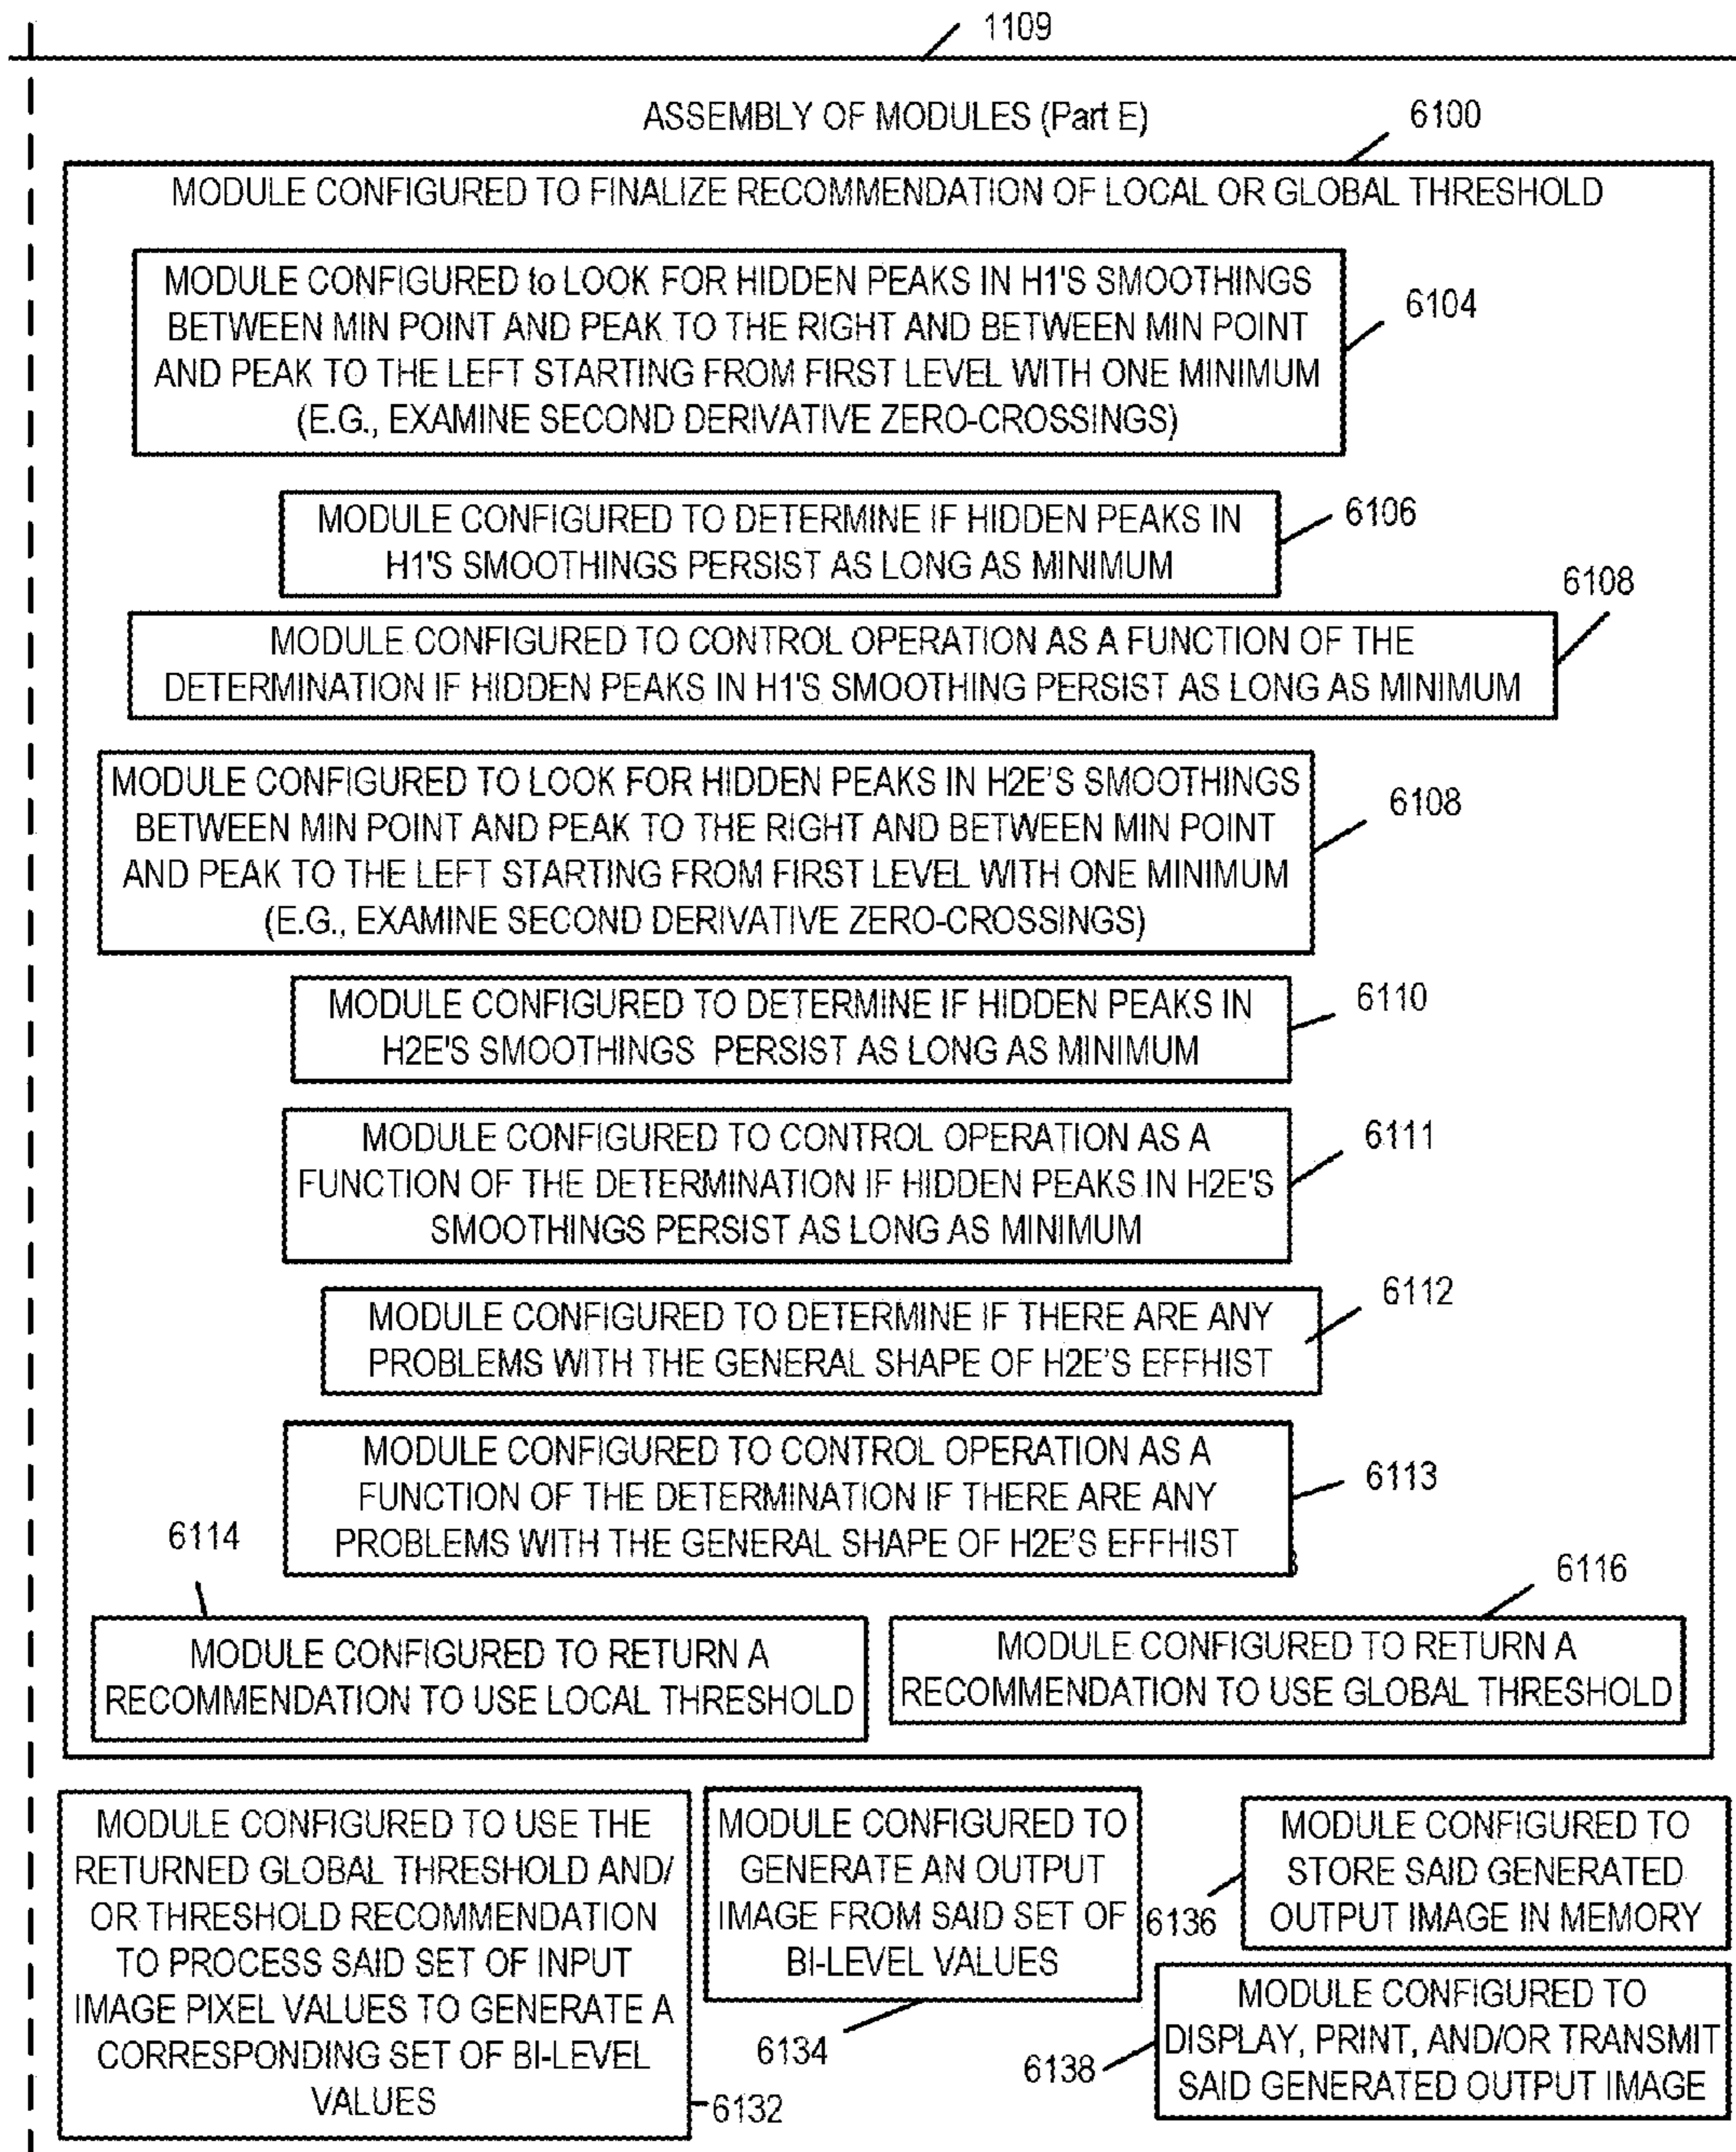 1109
ASSEMBLY OF MODULES (Part E)
6100
MODULE CONFIGURED TO FINALIZE RECOMMENDATION OF LOCAL OR GLOBAL THRESHOLD
MODULE CONFIGURED to LOOK FOR HIDDEN PEAKS IN H1'S SMOOTHINGS
BETWEEN MIN POINT AND PEAK TO THE RIGHT AND BETWEEN MIN POINT
AND PEAK TO THE LEFT STARTING FROM FIRST LEVEL WITH ONE MINIMUM
(E.G., EXAMINE SECOND DERIVATIVE ZERO-CROSSINGS)
6104
MODULE CONFIGURED TO DETERMINE IF HIDDEN PEAKS IN
H1'S SMOOTHINGS PERSIST AS LONG AS MINIMUM
6106
6108
MODULE CONFIGURED TO CONTROL OPERATION AS A FUNCTION OF THE
DETERMINATION IF HIDDEN PEAKS IN H1'S SMOOTHING PERSIST AS LONG AS MINIMUM
MODULE CONFIGURED TO LOOK FOR HIDDEN PEAKS IN H2E'S SMOOTHINGS
BETWEEN MIN POINT AND PEAK TO THE RIGHT AND BETWEEN MIN POINT
AND PEAK TO THE LEFT STARTING FROM FIRST LEVEL WITH ONE MINIMUM
(E.G., EXAMINE SECOND DERIVATIVE ZERO-CROSSINGS)
6108
MODULE CONFIGURED TO DETERMINE IF HIDDEN PEAKS IN
H2E'S SMOOTHINGS PERSIST AS LONG AS MINIMUM
6110
MODULE CONFIGURED TO CONTROL OPERATION AS A
FUNCTION OF THE DETERMINATION IF HIDDEN PEAKS IN H2E'S
SMOOTHINGS PERSIST AS LONG AS MINIMUM
6111
MODULE CONFIGURED TO DETERMINE IF THERE ARE ANY
PROBLEMS WITH THE GENERAL SHAPE OF H2E'S EFFHIST
6112
MODULE CONFIGURED TO CONTROL OPERATION AS A
FUNCTION OF THE DETERMINATION IF THERE ARE ANY
PROBLEMS WITH THE GENERAL SHAPE OF H2E'S EFFHIST
6113
6114
MODULE CONFIGURED TO RETURN A
RECOMMENDATION TO USE LOCAL THRESHOLD
6116
MODULE CONFIGURED TO RETURN A
RECOMMENDATION TO USE GLOBAL THRESHOLD
MODULE CONFIGURED TO USE THE
RETURNED GLOBAL THRESHOLD AND/
OR THRESHOLD RECOMMENDATION
TO PROCESS SAID SET OF INPUT
IMAGE PIXEL VALUES TO GENERATE A
CORRESPONDING SET OF BI-LEVEL
VALUES
6132
MODULE CONFIGURED TO
GENERATE AN OUTPUT
IMAGE FROM SAID SET OF
BI-LEVEL VALUES
6134
MODULE CONFIGURED TO
STORE SAID GENERATED
OUTPUT IMAGE IN MEMORY
6136
MODULE CONFIGURED TO
DISPLAY, PRINT, AND/OR TRANSMIT
SAID GENERATED OUTPUT IMAGE
6138